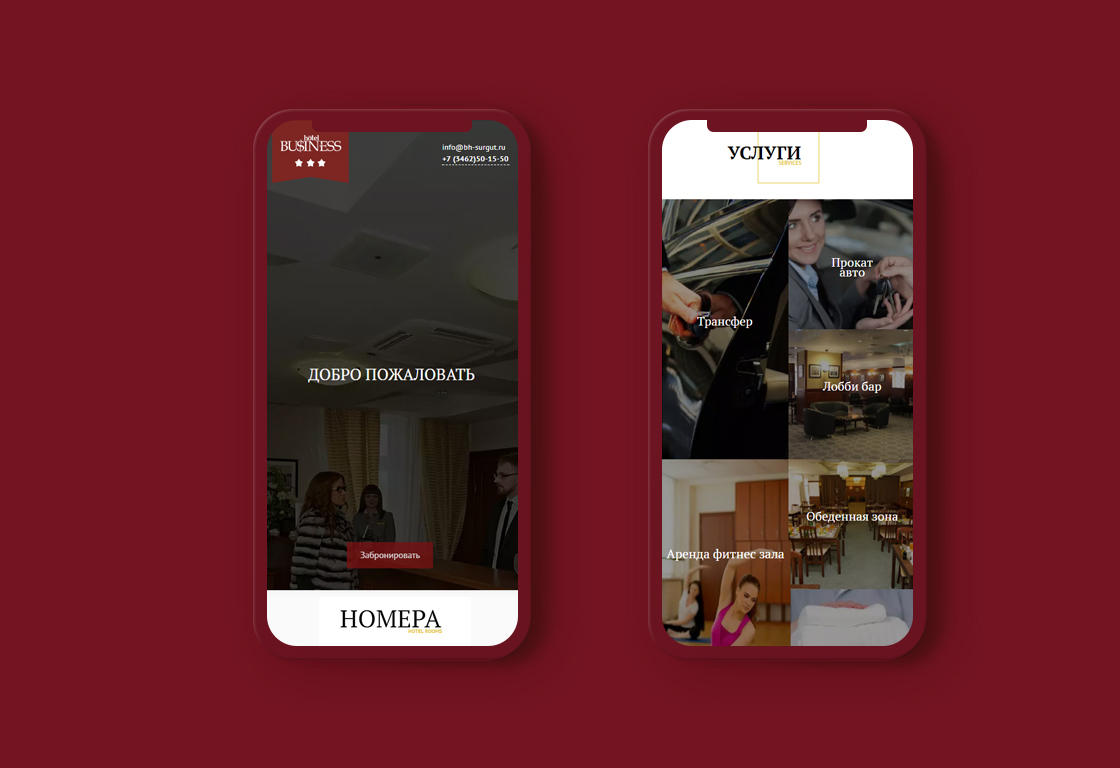 hotel
BUSINESS
info@bh-surgut.ru
+7 (3462)50-15-50
ДОБРО ПОЖАЛОВАТЬ
Забронировать
НОМЕРА
HOTEL ROOMS
УСЛУГИ
SERVICES
Прокат
авто
Трансфер
Лобби бар
Обеденная зона
Аренда фитнес зала